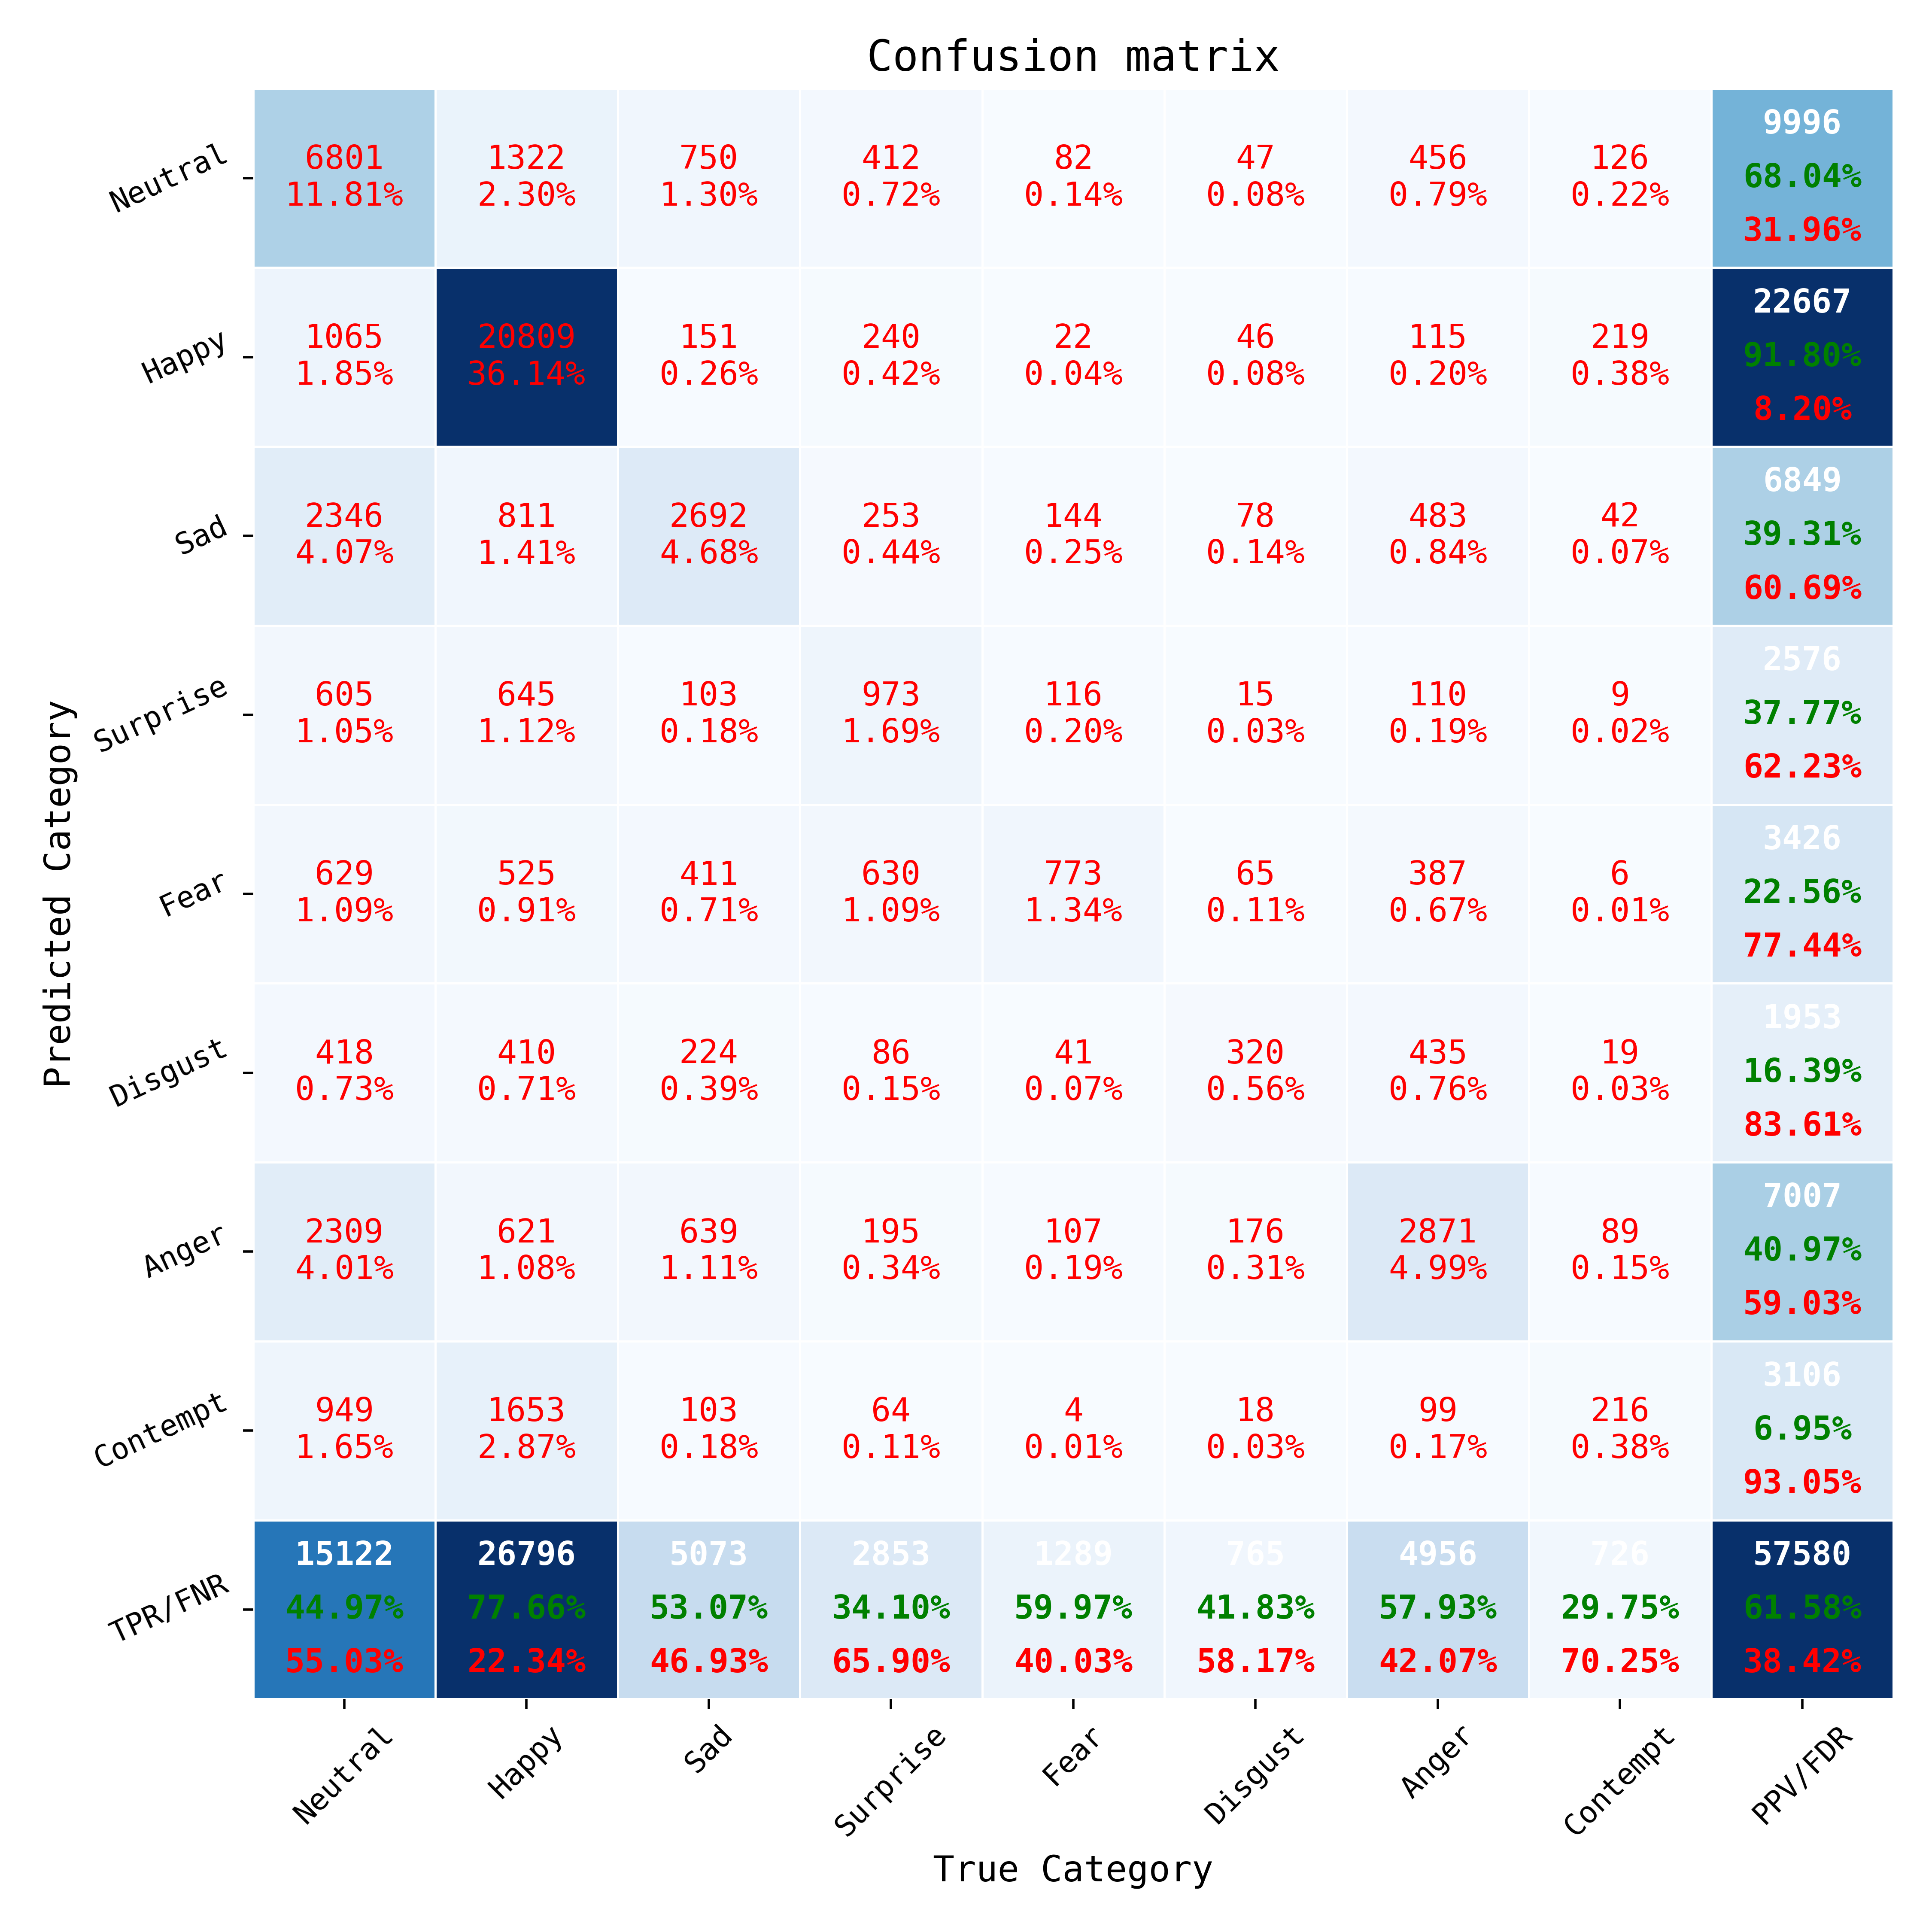 Confusion matrix
Predicted Category
Neutral
6801 1322 750 412 82 47 456 126 9996
11.81% 2.30% 1.30% 0.72% 0.14% 0.08% 0.79% 0.22% 68.04%
31.96%
Happy
1065 20809 151 240 22 46 115 219 22667
1.85% 36.14% 0.26% 0.42% 0.04% 0.08% 0.20% 0.38% 91.80%
8.20%
Sad
2346 811 2692 253 144 78 483 42 6849
4.07% 1.41% 4.68% 0.44% 0.25% 0.14% 0.84% 0.07% 39.31%
60.69%
Surprise
605 645 103 973 116 15 110 9 2576
1.05% 1.12% 0.18% 1.69% 0.20% 0.03% 0.19% 0.02% 37.77%
62.23%
Fear
629 525 411 630 773 65 387 6 3426
1.09% 0.91% 0.71% 1.09% 1.34% 0.11% 0.67% 0.01% 22.56%
77.44%
Disgust
418 410 224 86 41 320 435 19 1953
0.73% 0.71% 0.39% 0.15% 0.07% 0.56% 0.76% 0.03% 16.39%
83.61%
Anger
2309 621 639 195 107 176 2871 89 7007
4.01% 1.08% 1.11% 0.34% 0.19% 0.31% 4.99% 0.15% 40.97%
59.03%
Contempt
949 1653 103 64 4 18 99 216 3106
1.65% 2.87% 0.18% 0.11% 0.01% 0.03% 0.17% 0.38% 6.95%
93.05%
TPR/FNR
15122 26796 5073 2853 1289 765 4956 726 57580
44.97% 77.66% 53.07% 34.10% 59.97% 41.83% 57.93% 29.75% 61.58%
55.03% 22.34% 46.93% 65.90% 40.03% 58.17% 42.07% 70.25% 38.42%
Neutral Happy Sad Surprise Fear Disgust Anger Contempt PPV/FDR
True Category